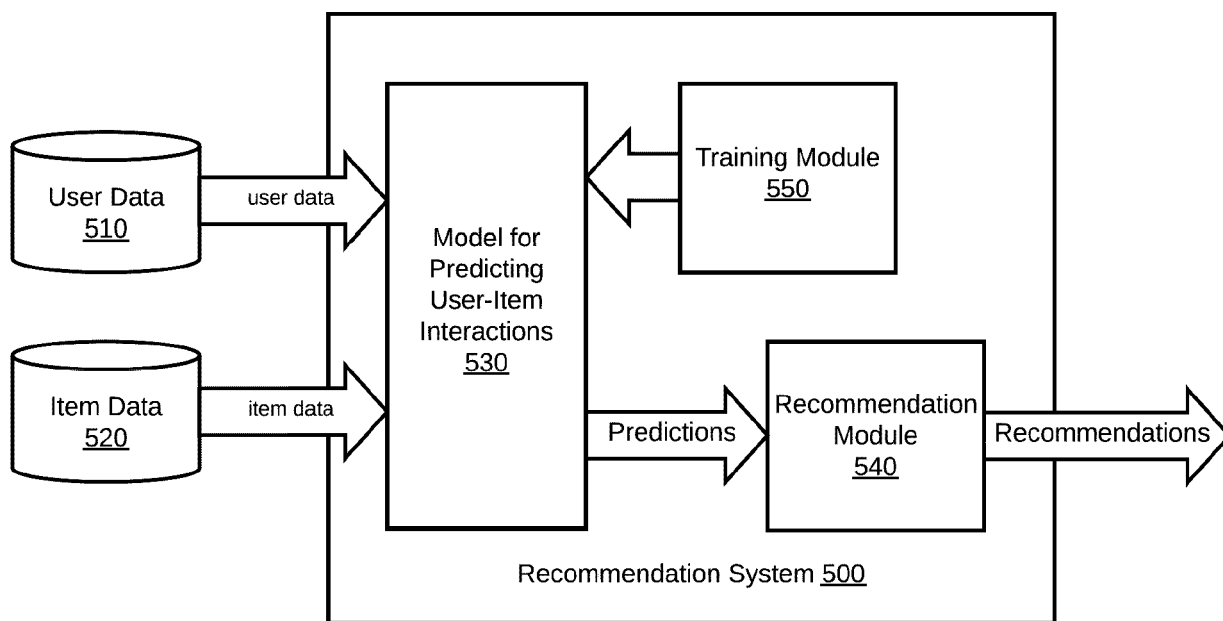 User Data
510
user data
Item Data
520
item data
Model for
Predicting
User-Item
Interactions
530
Training Module
550
Predictions
Recommendation
Module
540
Recommendations
Recommendation System 500